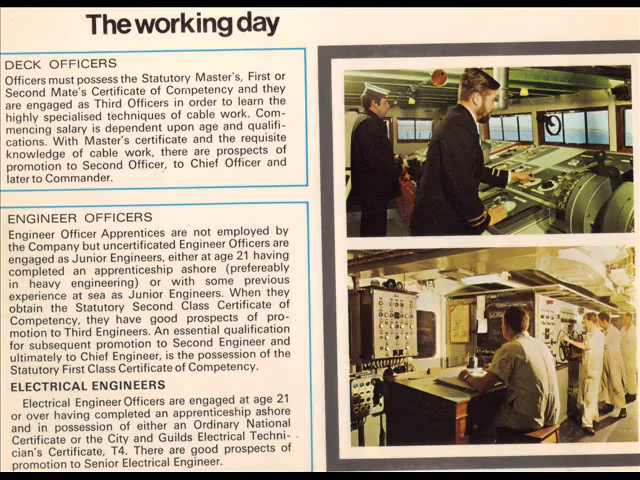 The working day
DECK OFFICERS
Officers must possess the Statutory Master's, First or
Second Mate's Certificate of Competency and they
are engaged as Third Officers in order to learn the
highly specialised techniques of cable work. Com-
mencing salary is dependent upon age and qualifi-
cations. With Master's certificate and the requisite
knowledge of cable work, there are prospects of
promotion to Second Officer, to Chief Officer and
later to Commander.
ENGINEER OFFICERS
Engineer Officer Apprentices are not employed by
the Company but uncertificated Engineer Officers are
engaged as Junior Engineers, either at age 21 having
completed an apprenticeship ashore (prefereably
in heavy engineering) or with some previous
experience at sea as Junior Engineers. When they
obtain the Statutory Second Class Certificate of
Competency, they have good prospects of pro-
motion to Third Engineers. An essential qualification
for subsequent promotion to Second Engineer and
ultimately to Chief Engineer, is the possession of the
Statutory First Class Certificate of Competency.
ELECTRICAL ENGINEERS
Electrical Engineer Officers are engaged at age 21
or over having completed an apprenticeship ashore
and in possession of either an Ordinary National
Certificate or the City and Guilds Electrical Techni-
cian's Certificate, T4. There are good prospects of
promotion to Senior Electrical Engineer.